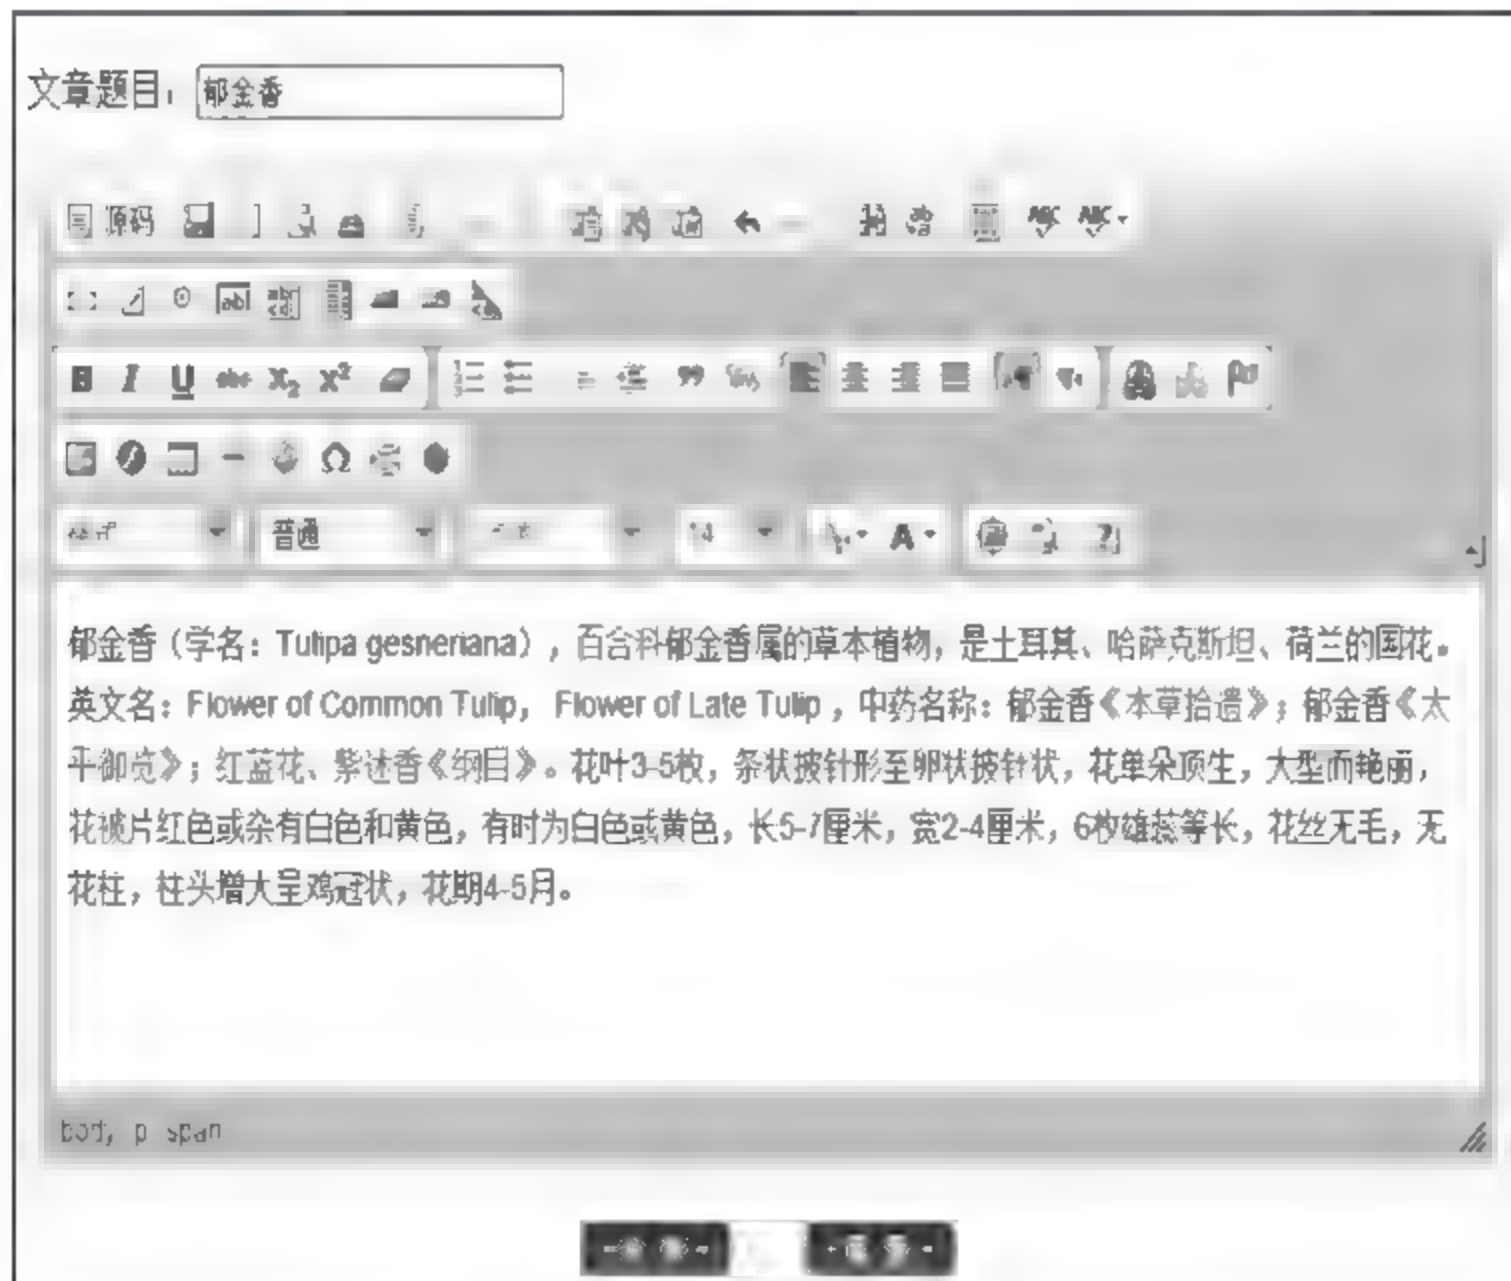 文章题目: 郁金香
源码
普通 14
郁金香（学名：Tulipa gesneriana），百合科郁金香属的草本植物，是土耳其、哈萨克斯坦、荷兰的国花。
英文名：Flower of Common Tulip， Flower of Late Tulip ，中药名称：郁金香《本草拾遗》；郁金香《太
平御览》；红蓝花、紫述香《纲目》。花叶3-5枚，条状披针形至卵状披针状，花单朵顶生，大型而艳丽，
花被片红色或杂有白色和黄色，有时为白色或黄色，长5-7厘米，宽2-4厘米，6枚雄蕊等长，花丝无毛，无
花柱，柱头增大呈鸡冠状，花期4-5月。
body p span